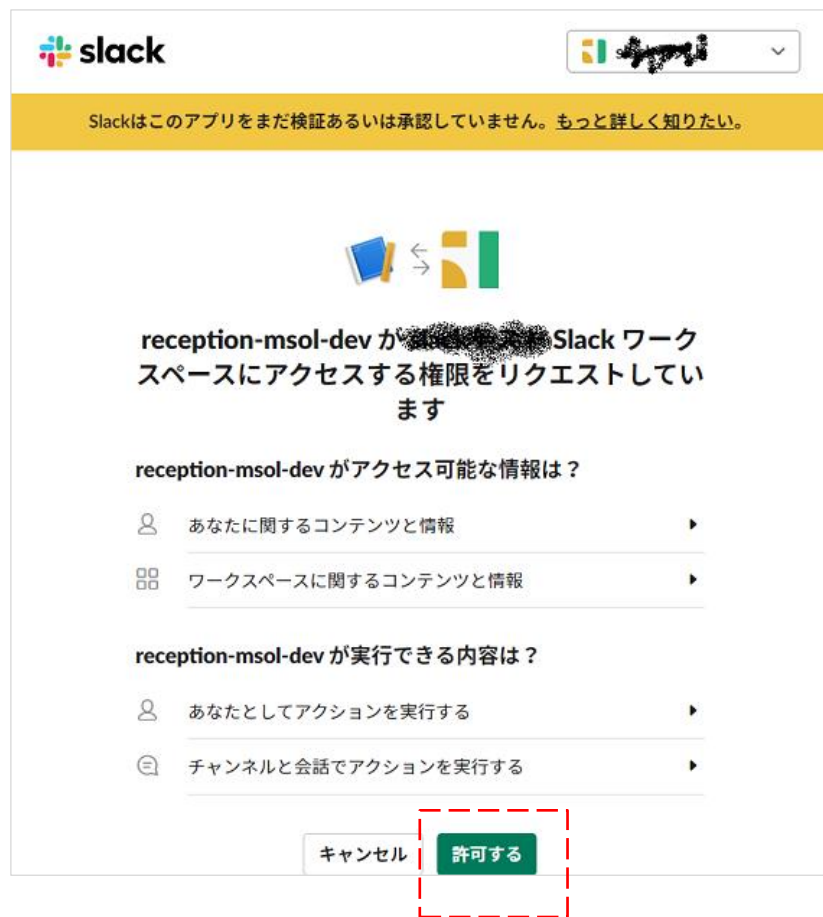 slack
Slackはこのアプリをまだ検証あるいは承認していません。もっと詳しく知りたい。
reception-msol-dev が Slack ワーク
スペースにアクセスする権限をリクエストしてい
ます
reception-msol-dev がアクセス可能な情報は？
あなたに関するコンテンツと情報
ワークスペースに関するコンテンツと情報
reception-msol-dev が実行できる内容は？
あなたとしてアクションを実行する
チャンネルと会話でアクションを実行する
キャンセル 許可する